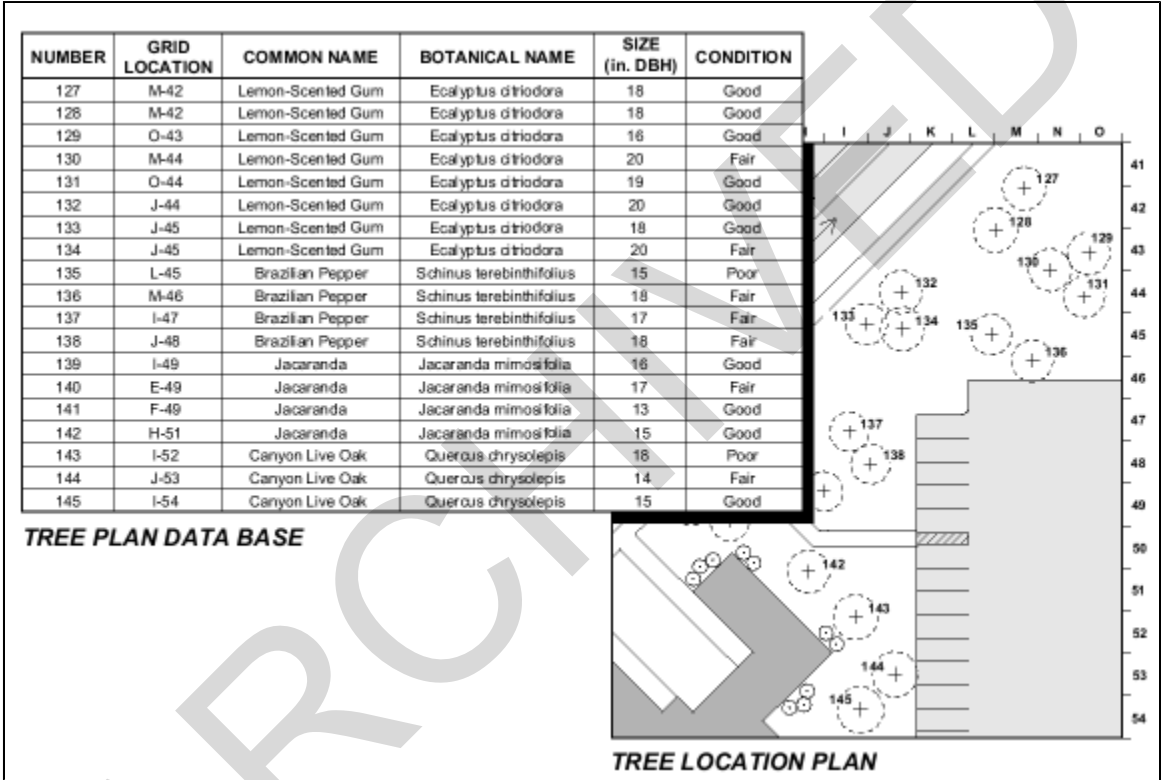 NUMBER GRID LOCATION COMMON NAME BOTANICAL NAME SIZE (in. DBH) CONDITION
127 M-42 Lemon-Scented Gum Ecalyptus citriodora 18 Good
128 M-42 Lemon-Scented Gum Ecalyptus citriodora 18 Good
129 O-43 Lemon-Scented Gum Ecalyptus citriodora 16 Good
130 M-44 Lemon-Scented Gum Ecalyptus citriodora 20 Fair
131 O-44 Lemon-Scented Gum Ecalyptus citriodora 19 Good
132 J-44 Lemon-Scented Gum Ecalyptus citriodora 20 Good
133 J-45 Lemon-Scented Gum Ecalyptus citriodora 18 Good
134 J-45 Lemon-Scented Gum Ecalyptus citriodora 20 Fair
135 L-45 Brazilian Pepper Schinus terebinthifolius 15 Poor
136 M-46 Brazilian Pepper Schinus terebinthifolius 18 Fair
137 I-47 Brazilian Pepper Schinus terebinthifolius 17 Fair
138 J-48 Brazilian Pepper Schinus terebinthifolius 18 Fair
139 I-49 Jacaranda Jacaranda mimosifolia 16 Good
140 E-49 Jacaranda Jacaranda mimosifolia 17 Fair
141 F-49 Jacaranda Jacaranda mimosifolia 13 Good
142 H-51 Jacaranda Jacaranda mimosifolia 15 Good
143 I-52 Canyon Live Oak Quercus chrysolepis 18 Poor
144 J-53 Canyon Live Oak Quercus chrysolepis 14 Fair
145 I-54 Canyon Live Oak Quercus chrysolepis 15 Good
TREE PLAN DATA BASE
I J K L M N O
41
127
42
128
129
43
130
132
131
44
133
134
135
45
136
46
137
47
138
48
49
50
142
51
143
52
144
53
145
54
TREE LOCATION PLAN
RCHIVED